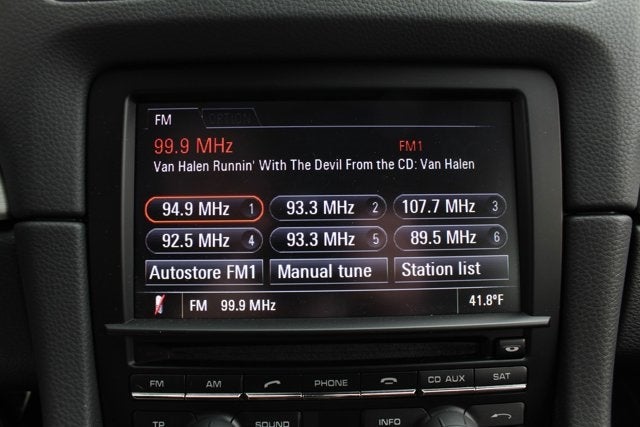 FM OPTION
99.9 MHz FM1
Van Halen Runnin' With The Devil From the CD: Van Halen
94.9 MHz 1 93.3 MHz 2 107.7 MHz 3
92.5 MHz 4 93.3 MHz 5 89.5 MHz 6
Autostore FM1 Manual tune Station list
FM 99.9 MHz 41.8°F
FM AM PHONE CD AUX SAT
TP SOUND INFO